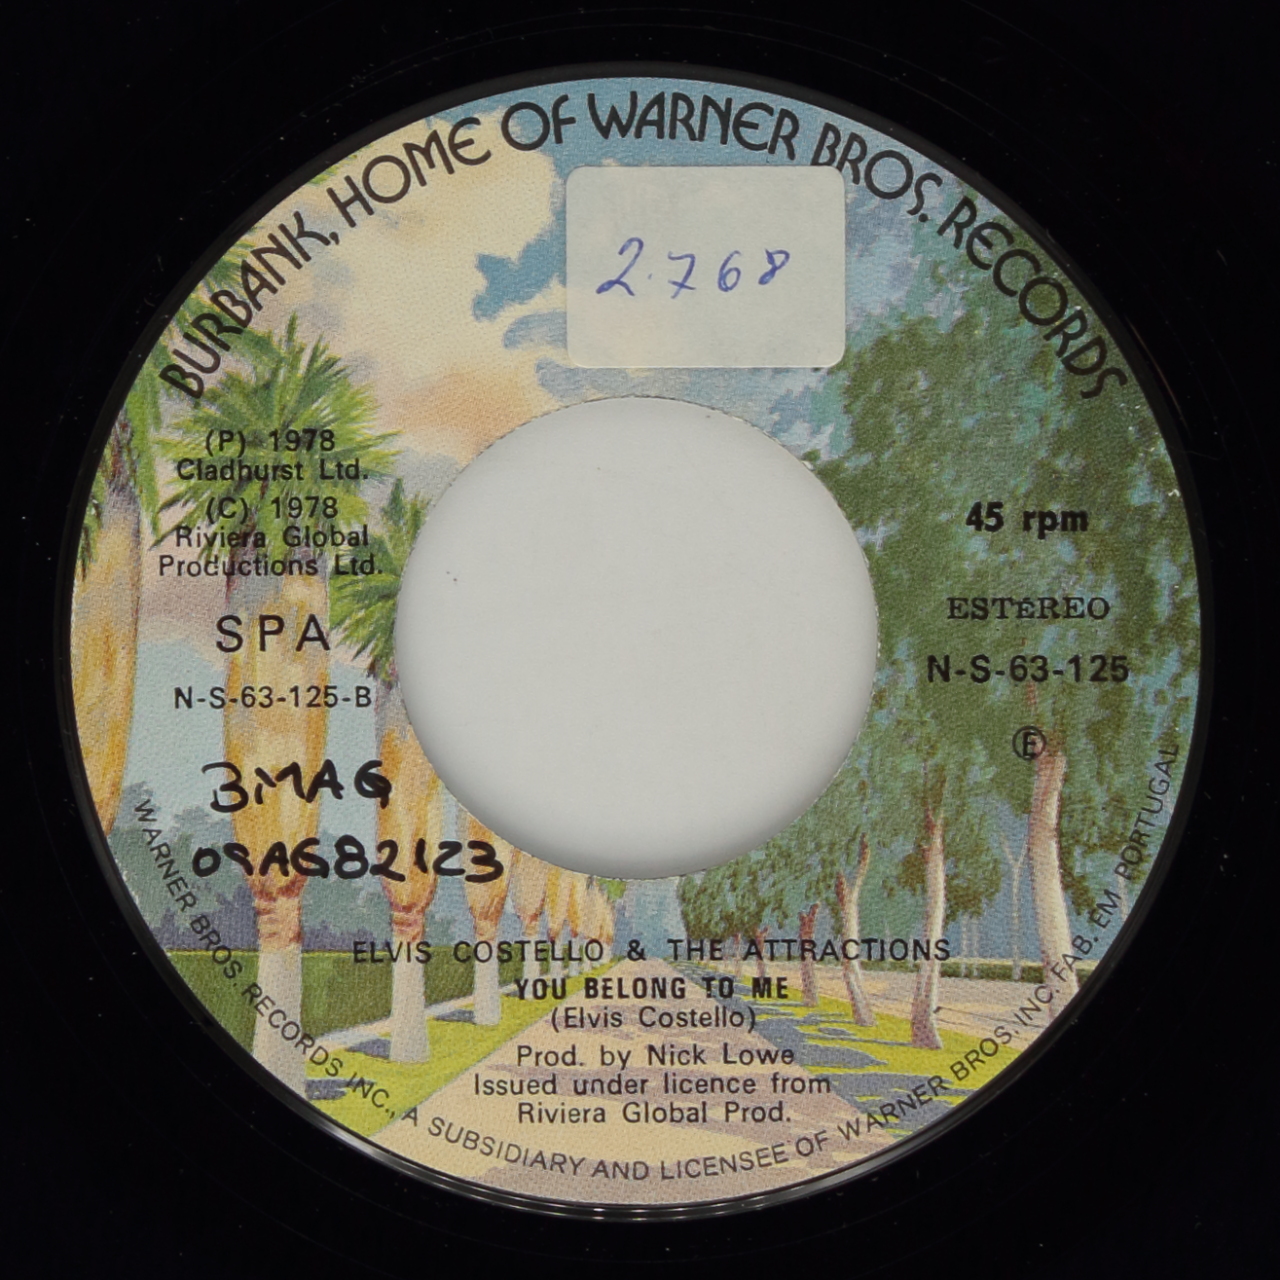 BURBANK, HOME OF WARNER BROS. RECORDS
2.768
(P) 1978
Cladhurst Ltd.
(C) 1978
Riviera Global
Productions Ltd.
SPA
N-S-63-125-B
45 rpm
ESTÉREO
N-S-63-125
Ⓔ
3MAG
09AG82123
ELVIS COSTELLO & THE ATTRACTIONS
YOU BELONG TO ME
(Elvis Costello)
Prod. by Nick Lowe
Issued under licence from
Riviera Global Prod.
WARNER BROS. RECORDS INC., A SUBSIDIARY AND LICENSEE OF WARNER BROS. INC. FAB. EM PORTUGAL